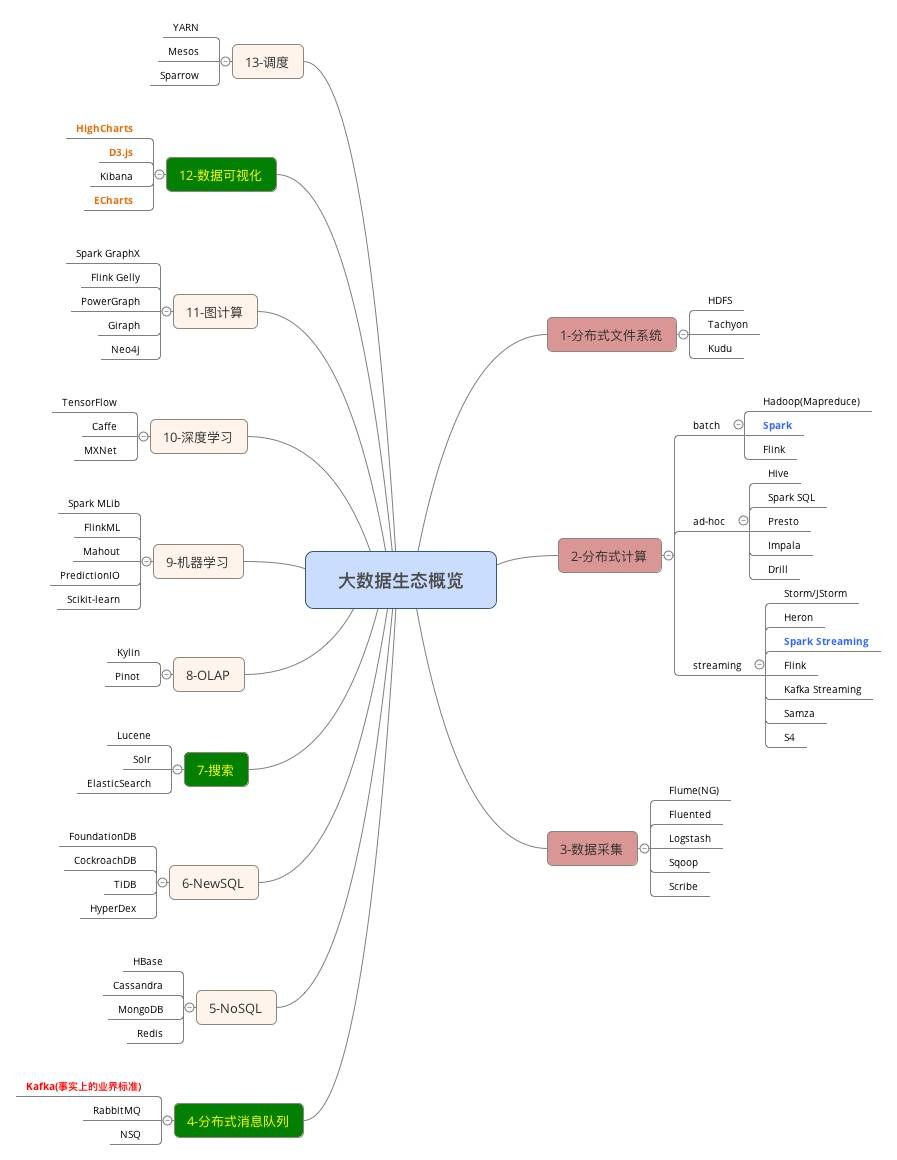 大数据生态概览
1-分布式文件系统
HDFS
Tachyon
Kudu
2-分布式计算
batch
Hadoop(Mapreduce)
Spark
Flink
ad-hoc
Hive
Spark SQL
Presto
Impala
Drill
streaming
Storm/JStorm
Heron
Spark Streaming
Flink
Kafka Streaming
Samza
S4
3-数据采集
Flume(NG)
Fluented
Logstash
Sqoop
Scribe
4-分布式消息队列
Kafka(事实上的业界标准)
RabbitMQ
NSQ
5-NoSQL
HBase
Cassandra
MongoDB
Redis
6-NewSQL
FoundationDB
CockroachDB
TiDB
HyperDex
7-搜索
Lucene
Solr
ElasticSearch
8-OLAP
Kylin
Pinot
9-机器学习
Spark MLib
FlinkML
Mahout
PredictionIO
Scikit-learn
10-深度学习
TensorFlow
Caffe
MXNet
11-图计算
Spark GraphX
Flink Gelly
PowerGraph
Giraph
Neo4j
12-数据可视化
HighCharts
D3.js
Kibana
ECharts
13-调度
YARN
Mesos
Sparrow